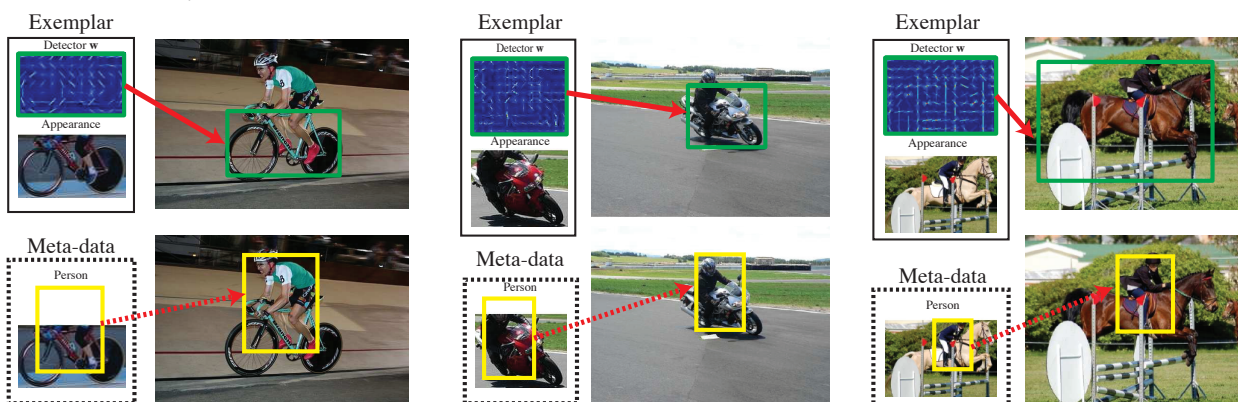 Exemplar
Detector w
Appearance
Meta-data
Person
Exemplar
Detector w
Appearance
Meta-data
Person
Exemplar
Detector w
Appearance
Meta-data
Person